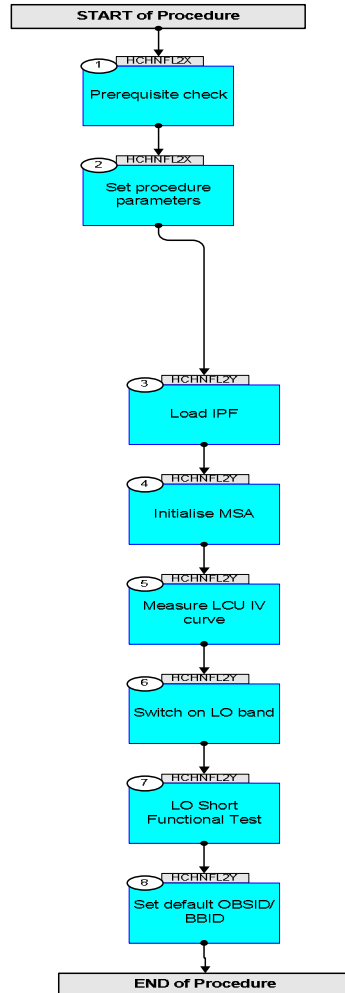 START of Procedure
HCHNFL2X
1
Prerequisite check
HCHNFL2X
2
Set procedure
parameters
HCHNFL2Y
3
Load IPF
HCHNFL2Y
4
Initialise MSA
HCHNFL2Y
5
Measure LCU IV
curve
HCHNFL2Y
6
Switch on LO band
HCHNFL2Y
7
LO Short
Functional Test
HCHNFL2Y
8
Set default OBSID/
BBID
END of Procedure